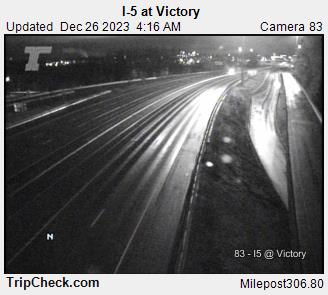 I-5 at Victory
Updated  Dec 26 2023  4:16 AM
Camera 83
T
N
83 - I5 @ Victory
TripCheck.com
Milepost306.80